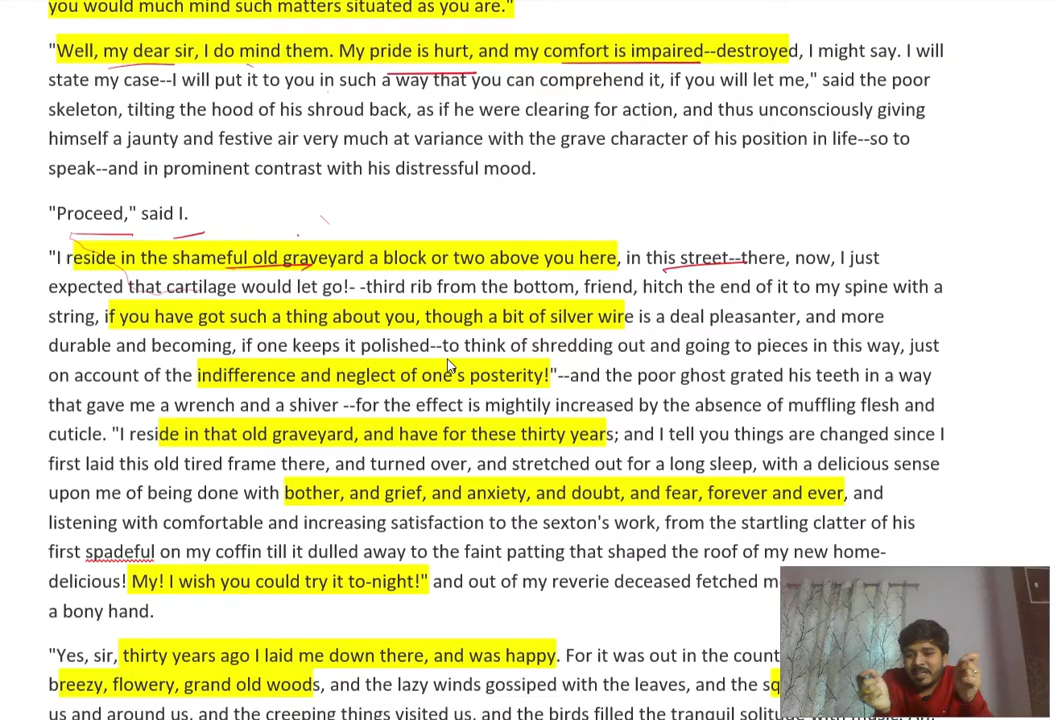 you would much mind such matters situated as you are."
"Well, my dear sir, I do mind them. My pride is hurt, and my comfort is impaired--destroyed, I might say. I will
state my case--I will put it to you in such a way that you can comprehend it, if you will let me," said the poor
skeleton, tilting the hood of his shroud back, as if he were clearing for action, and thus unconsciously giving
himself a jaunty and festive air very much at variance with the grave character of his position in life--so to
speak--and in prominent contrast with his distressful mood.
"Proceed," said I.
"I reside in the shameful old graveyard a block or two above you here, in this street--there, now, I just
expected that cartilage would let go!- -third rib from the bottom, friend, hitch the end of it to my spine with a
string, if you have got such a thing about you, though a bit of silver wire is a deal pleasanter, and more
durable and becoming, if one keeps it polished--to think of shredding out and going to pieces in this way, just
on account of the indifference and neglect of one's posterity!"--and the poor ghost grated his teeth in a way
that gave me a wrench and a shiver --for the effect is mightily increased by the absence of muffling flesh and
cuticle. "I reside in that old graveyard, and have for these thirty years; and I tell you things are changed since I
first laid this old tired frame there, and turned over, and stretched out for a long sleep, with a delicious sense
upon me of being done with bother, and grief, and anxiety, and doubt, and fear, forever and ever, and
listening with comfortable and increasing satisfaction to the sexton's work, from the startling clatter of his
first spadeful on my coffin till it dulled away to the faint patting that shaped the roof of my new home-
delicious! My! I wish you could try it to-night!" and out of my reverie deceased fetched
a bony hand.
"Yes, sir, thirty years ago I laid me down there, and was happy. For it was out in the
breezy, flowery, grand old woods, and the lazy winds gossiped with the leaves, and the
us and around us, and the creeping things visited us, and the birds filled the tranquil